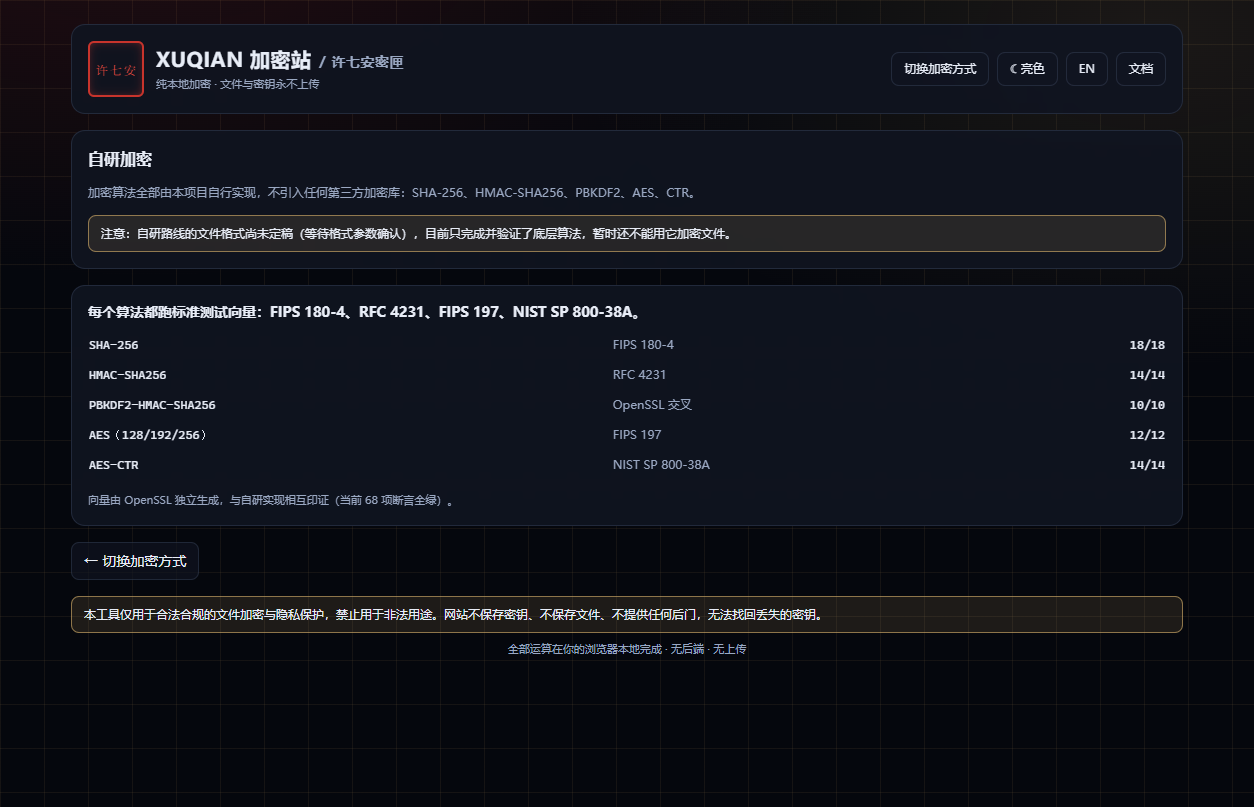 许七安
XUQIAN 加密站 / 许七安密匣
纯本地加密 · 文件与密钥永不上传
切换加密方式
☾ 亮色
EN
文档
自研加密
加密算法全部由本项目自行实现，不引入任何第三方加密库：SHA-256、HMAC-SHA256、PBKDF2、AES、CTR。
注意：自研路线的文件格式尚未定稿（等待格式参数确认），目前只完成并验证了底层算法，暂时还不能用它加密文件。
每个算法都跑标准测试向量：FIPS 180-4、RFC 4231、FIPS 197、NIST SP 800-38A。
SHA-256 FIPS 180-4 18/18
HMAC-SHA256 RFC 4231 14/14
PBKDF2-HMAC-SHA256 OpenSSL 交叉 10/10
AES（128/192/256） FIPS 197 12/12
AES-CTR NIST SP 800-38A 14/14
向量由 OpenSSL 独立生成，与自研实现相互印证（当前 68 项断言全绿）。
← 切换加密方式
本工具仅用于合法合规的文件加密与隐私保护，禁止用于非法用途。网站不保存密钥、不保存文件、不提供任何后门，无法找回丢失的密钥。
全部运算在你的浏览器本地完成 · 无后端 · 无上传